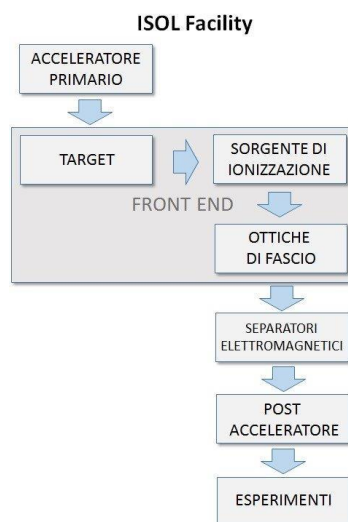 ISOL Facility
ACCELERATORE
PRIMARIO
TARGET
SORGENTE DI
IONIZZAZIONE
FRONT END
OTTICHE
DI FASCIO
SEPARATORI
ELETTROMAGNETICI
POST
ACCELERATORE
ESPERIMENTI